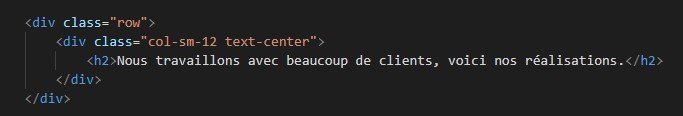 <div class="row">
<div class="col-sm-12 text-center">
<h2>Nous travaillons avec beaucoup de clients, voici nos réalisations.</h2>
</div>
</div>